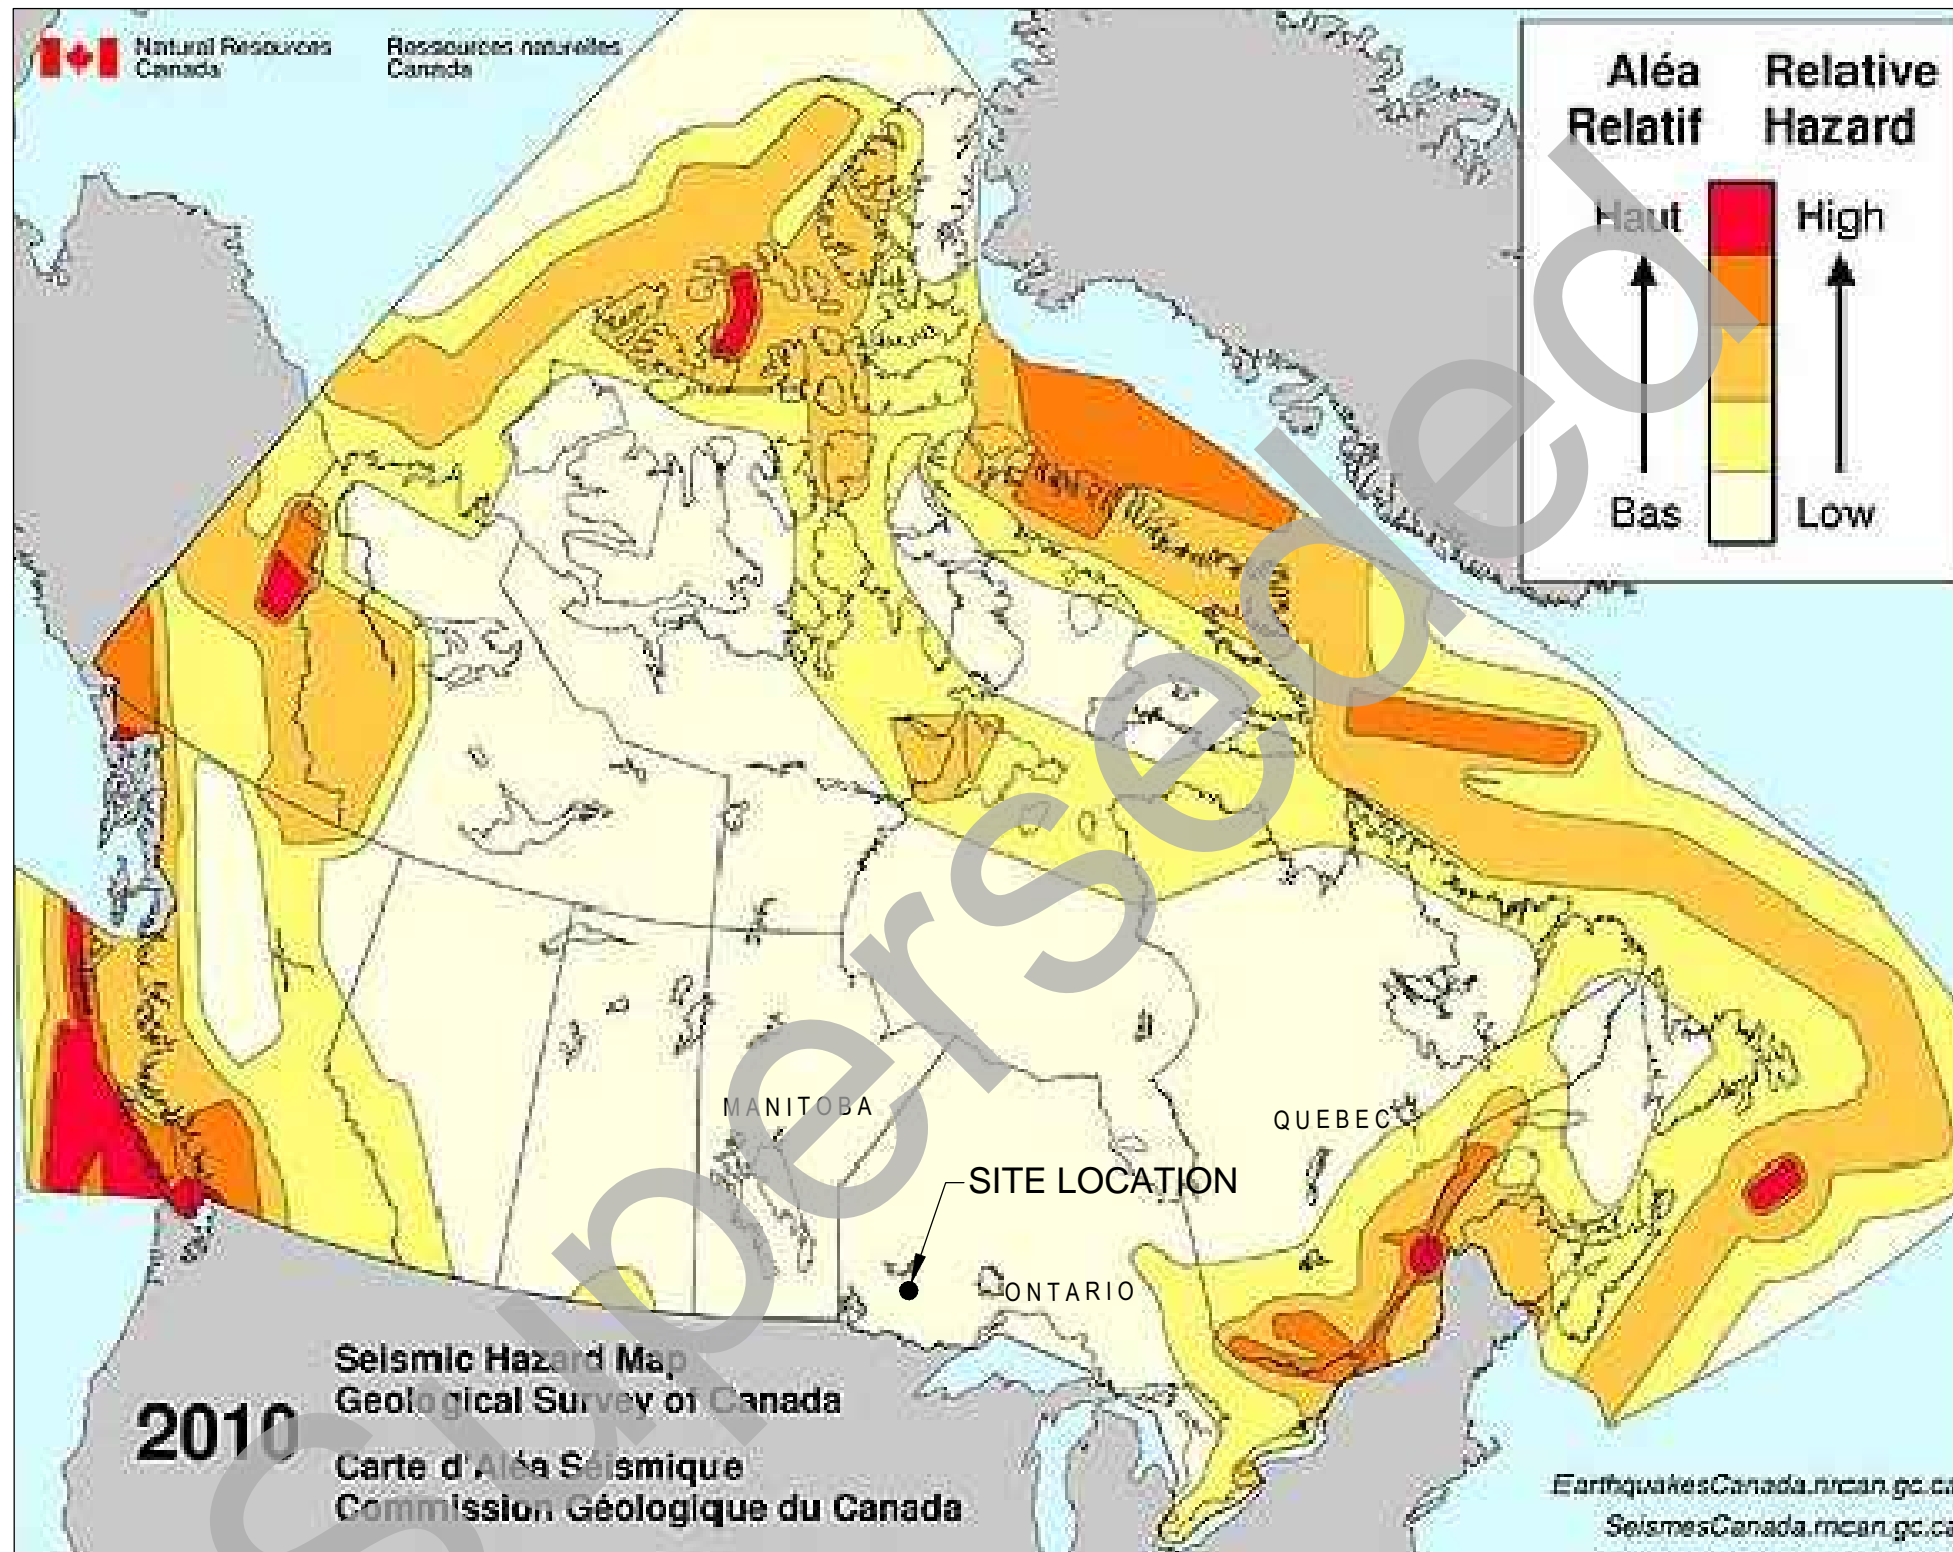 Natural Resources
Canada
Ressources naturelles
Canada
Aléa
Relatif
Relative
Hazard
Haut
High
Bas
Low
MANITOBA
QUEBEC
SITE LOCATION
ONTARIO
2010
Seismic Hazard Map
Geological Survey of Canada
Carte d'Aléa Séismique
Commission Géologique du Canada
EarthquakesCanada.nrcan.gc.ca
SeismesCanada.rncan.gc.ca
Superseded